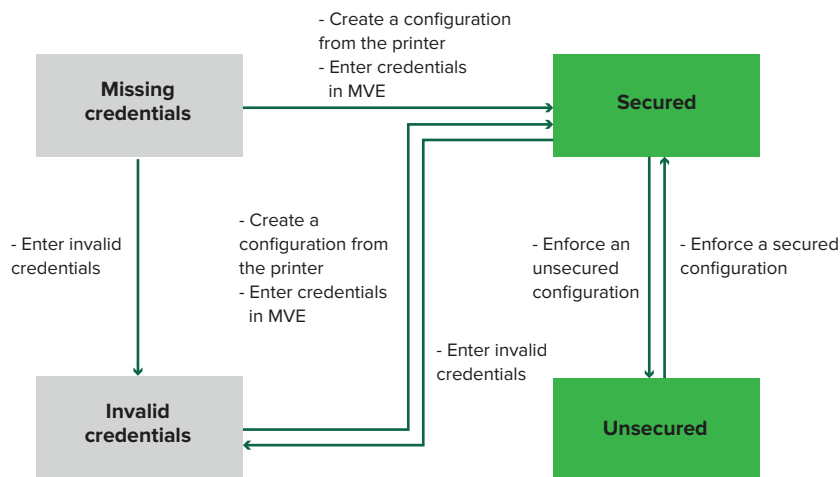 - Create a configuration
from the printer
- Enter credentials
in MVE
Missing
credentials
Secured
- Enter invalid
credentials
- Create a
configuration from
the printer
- Enter credentials
in MVE
- Enforce an
unsecured
configuration
- Enforce a secured
configuration
- Enter invalid
credentials
Invalid
credentials
Unsecured